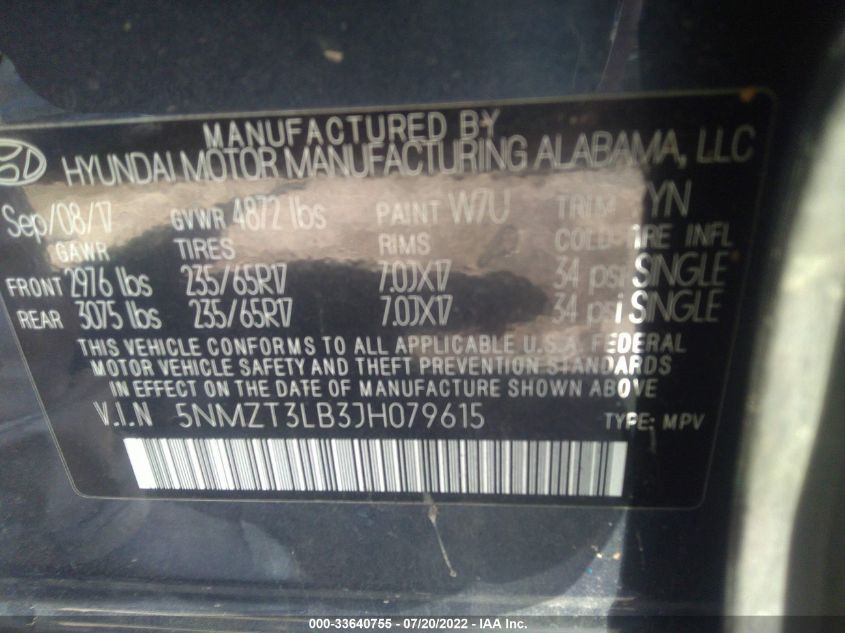 MANUFACTURED BY
HYUNDAI MOTOR MANUFACTURING ALABAMA, LLC
Sep/08/17 GVWR 4872 lbs PAINT W7U TRIM YN
GAWR TIRES RIMS COLD TIRE INFL
FRONT 2976 lbs 235/65R17 7.0JX17 34 psi SINGLE
REAR 3075 lbs 235/65R17 7.0JX17 34 psi SINGLE
THIS VEHICLE CONFORMS TO ALL APPLICABLE U.S.A. FEDERAL
MOTOR VEHICLE SAFETY AND THEFT PREVENTION STANDARDS
IN EFFECT ON THE DATE OF MANUFACTURE SHOWN ABOVE
V.I.N 5NMZT3LB3JH079615 TYPE: MPV
000-33640755 - 07/20/2022 - IAA Inc.